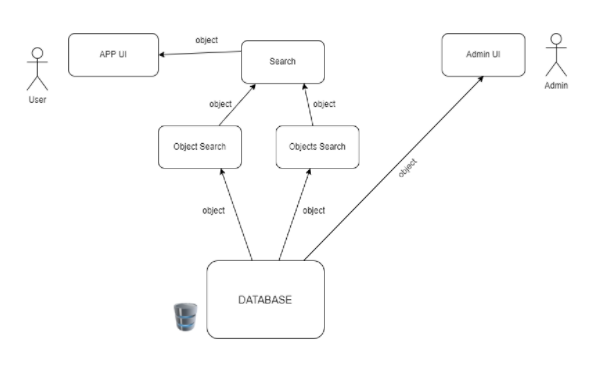 object
APP UI
Search
Admin UI
User
Admin
object
object
Object Search
Objects Search
object
object
object
DATABASE